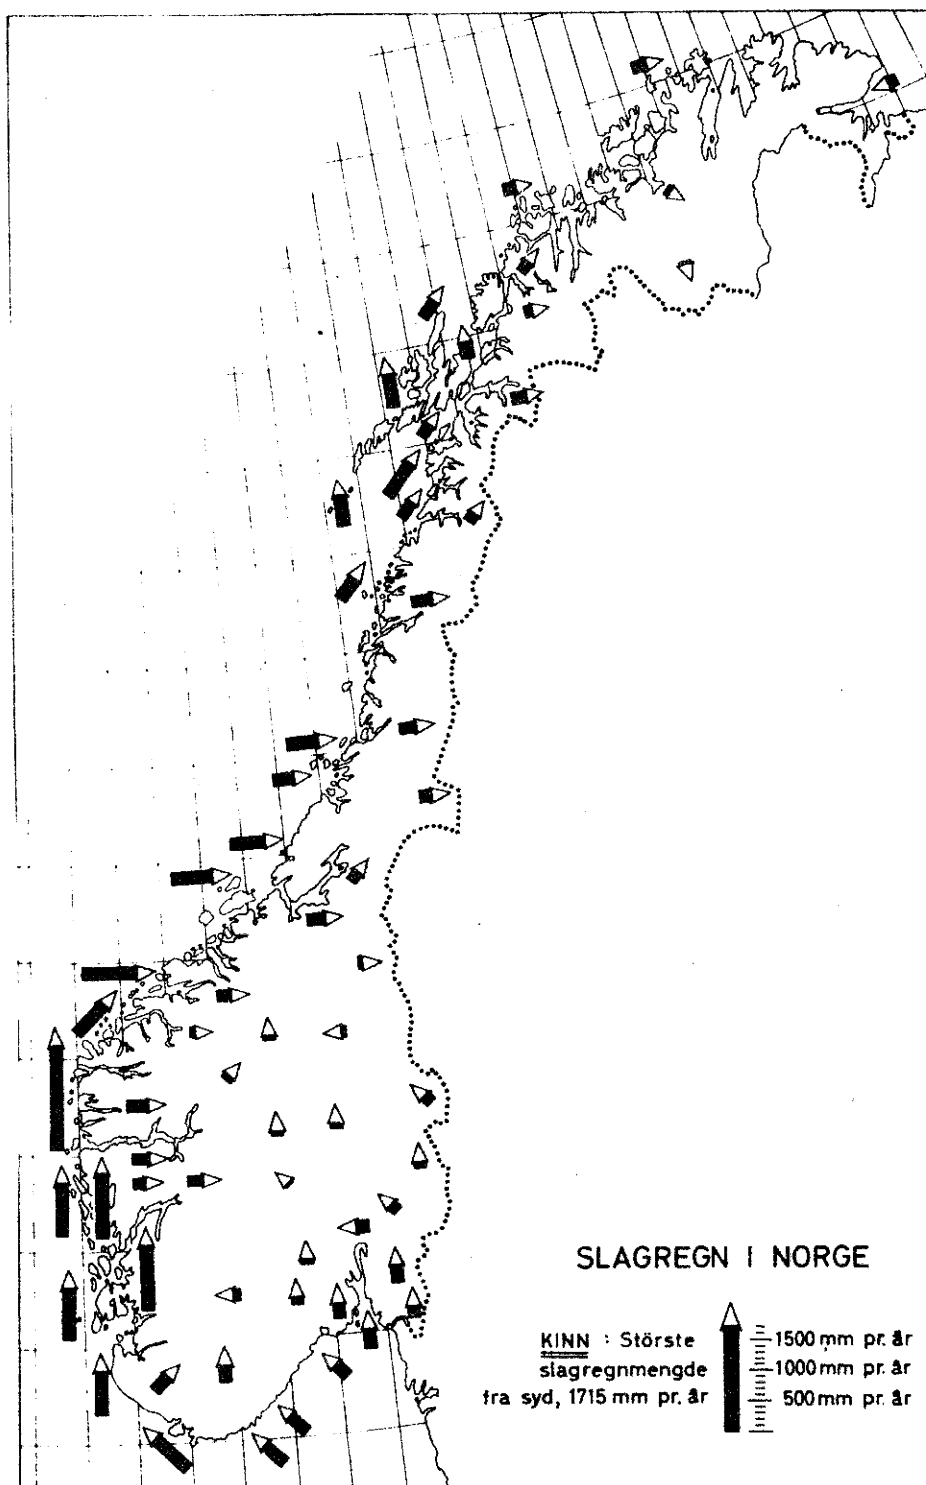 SLAGREGN I NORGE
KINN : Störste
slagregnmengde
fra syd, 1715 mm pr. år
1500 mm pr. år
1000 mm pr. år
500 mm pr. år